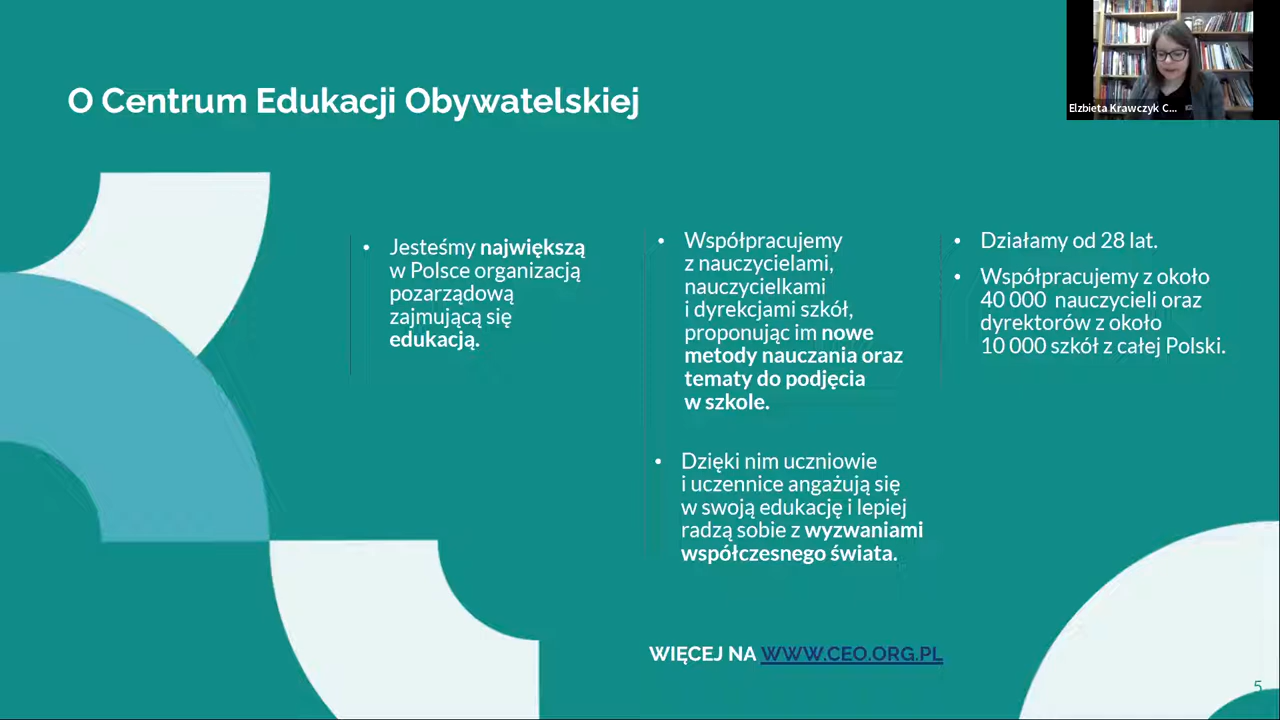 O Centrum Edukacji Obywatelskiej
Elzbieta Krawczyk C...
• Jesteśmy największą
w Polsce organizacją
pozarządową
zajmującą się
edukacją.
• Współpracujemy
z nauczycielami,
nauczycielkami
i dyrekcjami szkół,
proponując im nowe
metody nauczania oraz
tematy do podjęcia
w szkole.
• Dzięki nim uczniowie
i uczennice angażują się
w swoją edukację i lepiej
radzą sobie z wyzwaniami
współczesnego świata.
• Działamy od 28 lat.
• Współpracujemy z około
40 000 nauczycieli oraz
dyrektorów z około
10 000 szkół z całej Polski.
WIĘCEJ NA WWW.CEO.ORG.PL
5